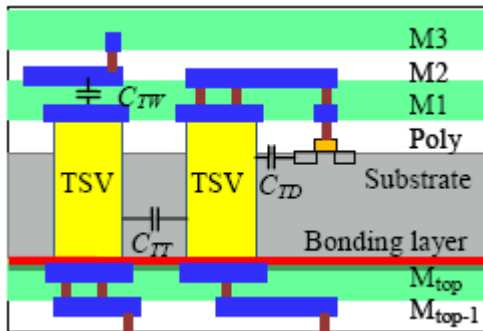 M3
M2
C_TW
M1
Poly
TSV
TSV
C_TD
Substrate
C_TT
Bonding layer
M_top
M_top-1